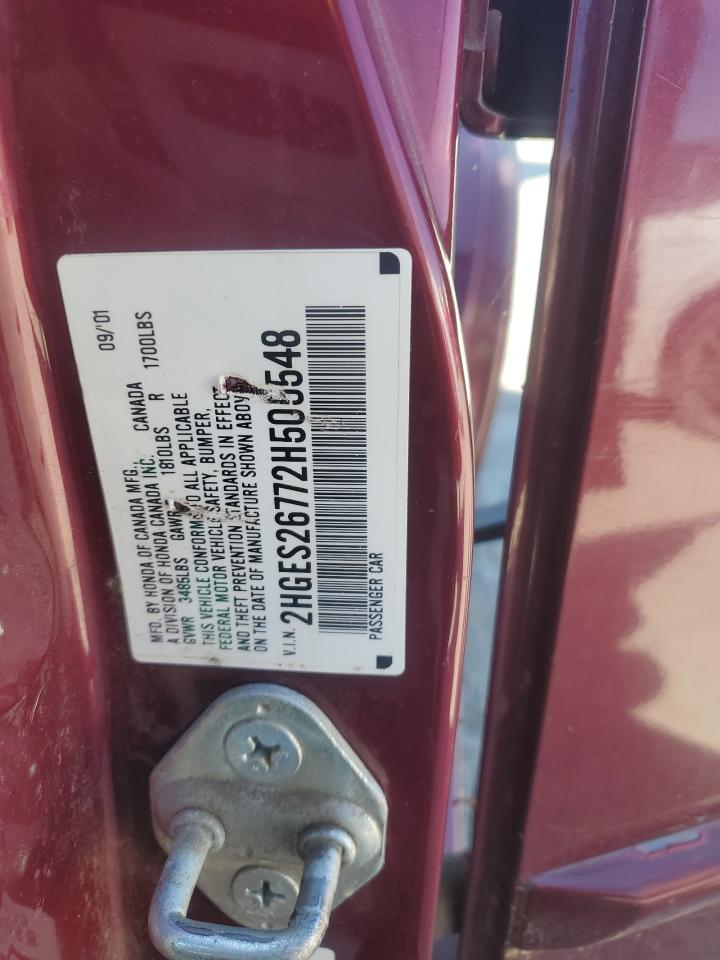 MFD. BY HONDA OF CANADA MFG., 09/'01
A DIVISION OF HONDA CANADA INC. CANADA
GVWR 3485LBS GAWR 1810LBS R 1700LBS
THIS VEHICLE CONFORMS TO ALL APPLICABLE
FEDERAL MOTOR VEHICLE SAFETY, BUMPER,
AND THEFT PREVENTION STANDARDS IN EFFECT
ON THE DATE OF MANUFACTURE SHOWN ABOVE
V.I.N. 2HGES26772H500548
PASSENGER CAR